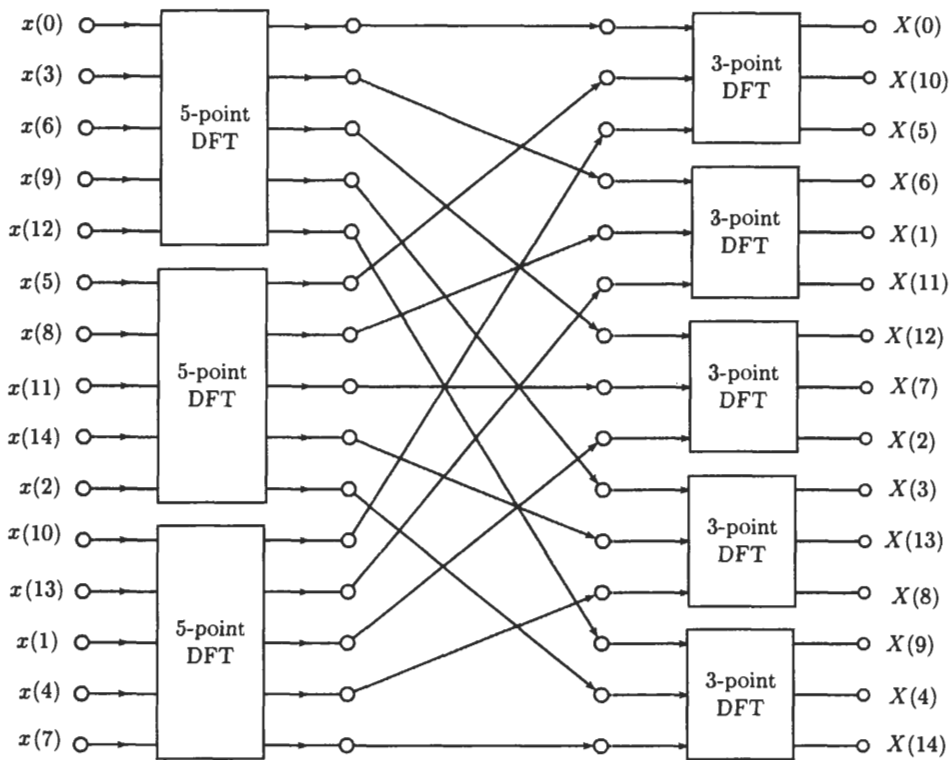 x(0)
x(3)
x(6)
x(9)
x(12)
x(5)
x(8)
x(11)
x(14)
x(2)
x(10)
x(13)
x(1)
x(4)
x(7)
5-point
DFT
5-point
DFT
5-point
DFT
3-point
DFT
3-point
DFT
3-point
DFT
3-point
DFT
3-point
DFT
X(0)
X(10)
X(5)
X(6)
X(1)
X(11)
X(12)
X(7)
X(2)
X(3)
X(13)
X(8)
X(9)
X(4)
X(14)